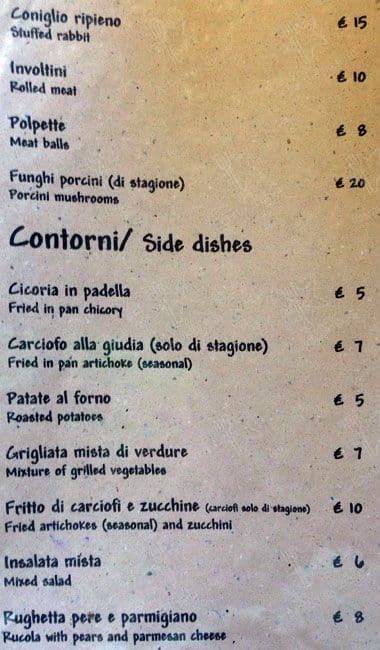 Coniglio ripieno € 15
Stuffed rabbit
Involtini € 10
Rolled meat
Polpette € 8
Meat balls
Funghi porcini (di stagione) € 20
Porcini mushrooms
Contorni/ Side dishes
Cicoria in padella € 5
Fried in pan chicory
Carciofo alla giudia (solo di stagione) € 7
Fried in pan artichoke (seasonal)
Patate al forno € 5
Roasted potatoes
Grigliata mista di verdure € 7
Mixture of grilled vegetables
Fritto di carciofi e zucchine (carciofi solo di stagione) € 10
Fried artichokes (seasonal) and zucchini
Insalata mista € 6
Mixed salad
Rughetta pere e parmigiano € 8
Rucola with pears and parmesan cheese